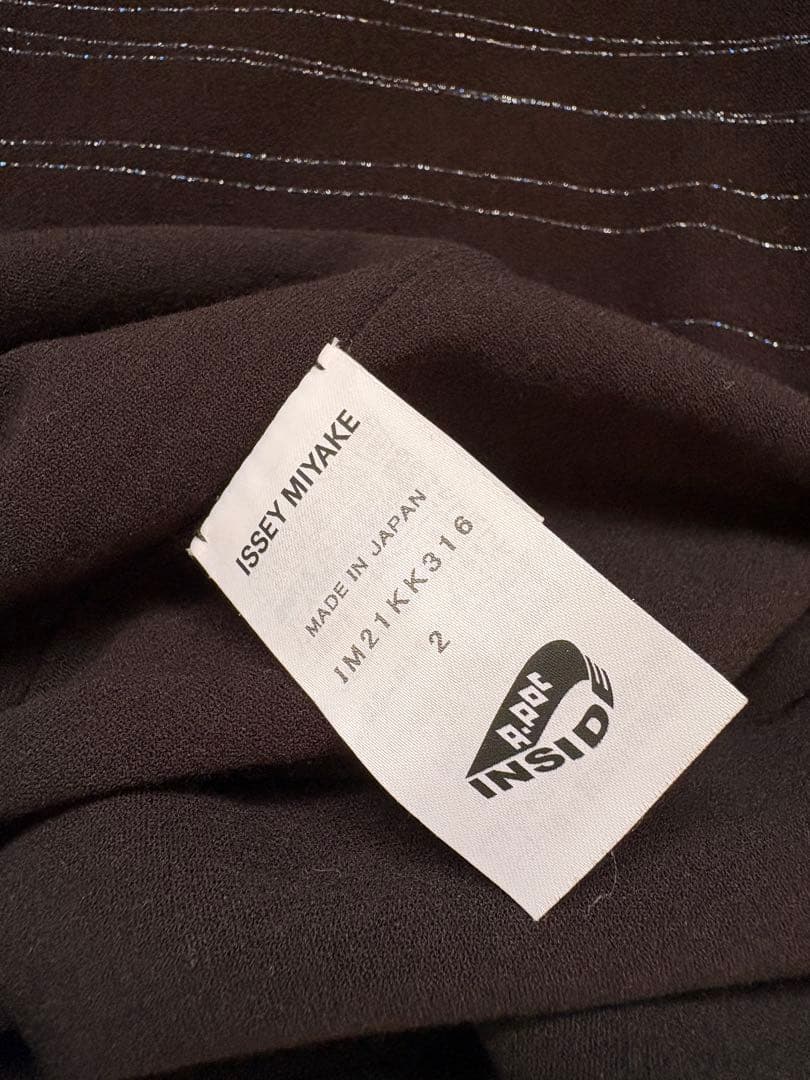 ISSEY MIYAKE
MADE IN JAPAN
IM21KK316
2
A.POC
INSIDE